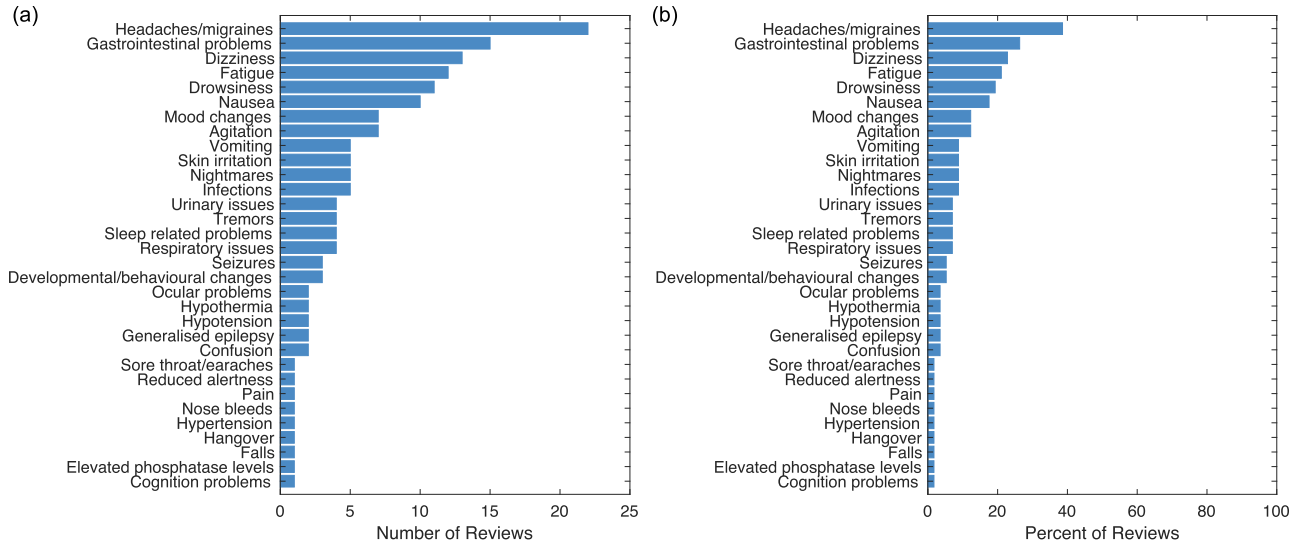 (a)
Headaches/migraines
Gastrointestinal problems
Dizziness
Fatigue
Drowsiness
Nausea
Mood changes
Agitation
Vomiting
Skin irritation
Nightmares
Infections
Urinary issues
Tremors
Sleep related problems
Respiratory issues
Seizures
Developmental/behavioural changes
Ocular problems
Hypothermia
Hypotension
Generalised epilepsy
Confusion
Sore throat/earaches
Reduced alertness
Pain
Nose bleeds
Hypertension
Hangover
Falls
Elevated phosphatase levels
Cognition problems
0 5 10 15 20 25
Number of Reviews
(b)
Headaches/migraines
Gastrointestinal problems
Dizziness
Fatigue
Drowsiness
Nausea
Mood changes
Agitation
Vomiting
Skin irritation
Nightmares
Infections
Urinary issues
Tremors
Sleep related problems
Respiratory issues
Seizures
Developmental/behavioural changes
Ocular problems
Hypothermia
Hypotension
Generalised epilepsy
Confusion
Sore throat/earaches
Reduced alertness
Pain
Nose bleeds
Hypertension
Hangover
Falls
Elevated phosphatase levels
Cognition problems
0 20 40 60 80 100
Percent of Reviews